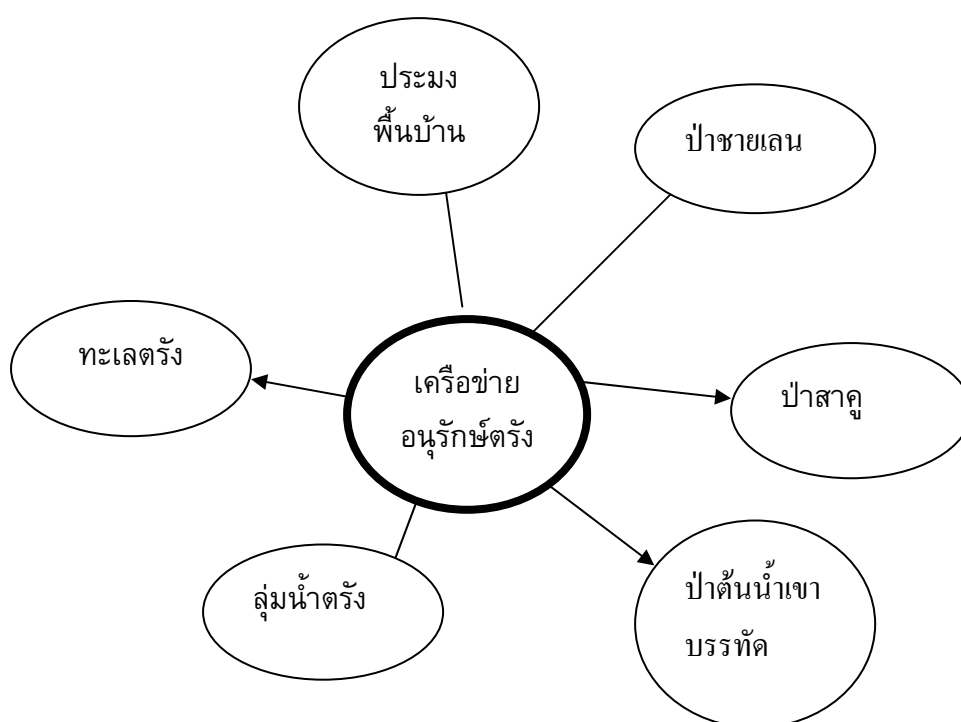 ประมง
พื้นบ้าน
ป่าชายเลน
ทะเลตรัง
เครือข่าย
อนุรักษ์ตรัง
ป่าสาคู
ลุ่มน้ำตรัง
ป่าต้นน้ำเขา
บรรทัด